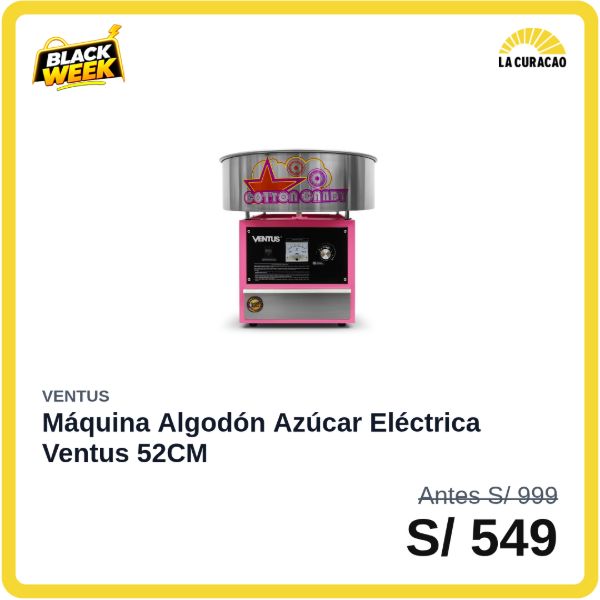 BLACK
WEEK
LA CURACAO
COTTON CANDY
VENTUS
VENTUS
Máquina Algodón Azúcar Eléctrica
Ventus 52CM
Antes S/ 999
S/ 549